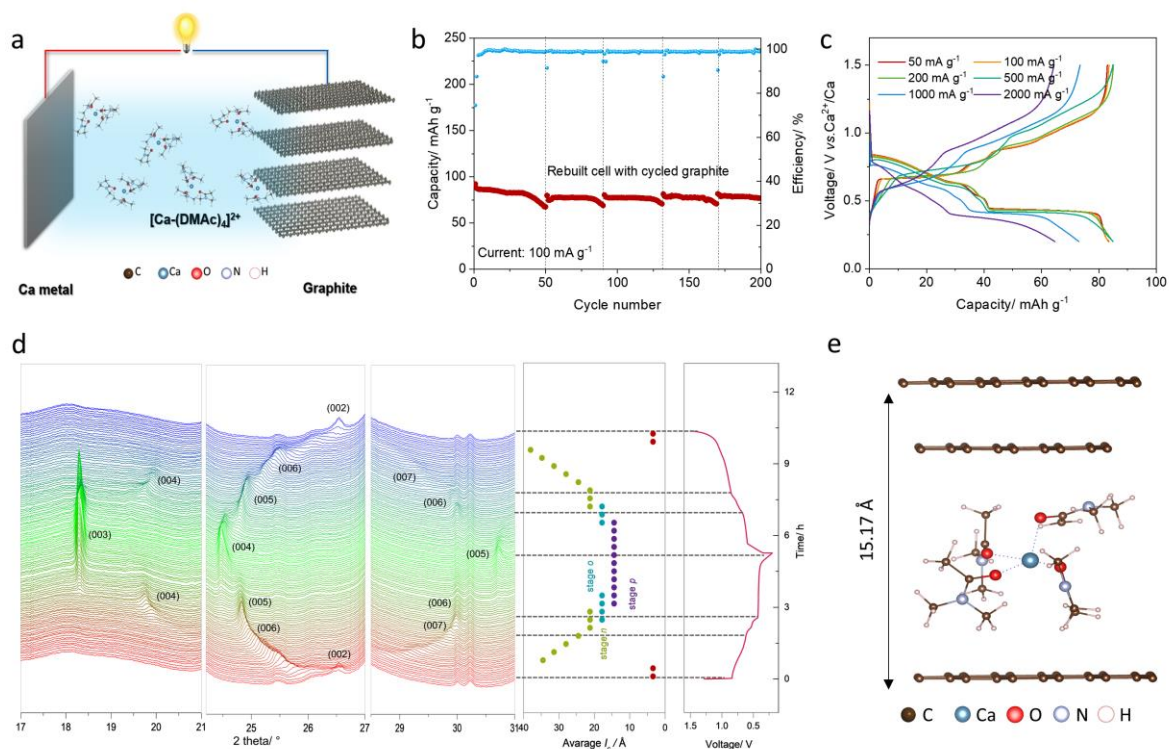 a
[Ca-(DMAc)₄]²⁺
C Ca O N H
Ca metal
Graphite
b
Capacity/ mAh g⁻¹
250
225
200
175
150
125
100
75
50
25
0
Rebuilt cell with cycled graphite
Current: 100 mA g⁻¹
0 50 100 150 200
Cycle number
100
80
60
40
20
0
Efficiency/ %
c
Voltage/ V vs.Ca²⁺/Ca
1.5
1.0
0.5
0.0
50 mA g⁻¹ 100 mA g⁻¹
200 mA g⁻¹ 500 mA g⁻¹
1000 mA g⁻¹ 2000 mA g⁻¹
0 20 40 60 80 100
Capacity/ mAh g⁻¹
d
(004)
(003)
(004)
17 18 19 20 21
(002)
(006)
(005)
(004)
(005)
(006)
(002)
25 26 27
2 theta/ °
(007)
(006)
(005)
(006)
(007)
29 30 31
stage n
stage o
stage p
40 30 20 10 0
Avarage I
/ Å
1.5 1.0 0.5
Voltage/ V
12
9
6
3
0
Time/ h
e
15.17 Å
C Ca O N H